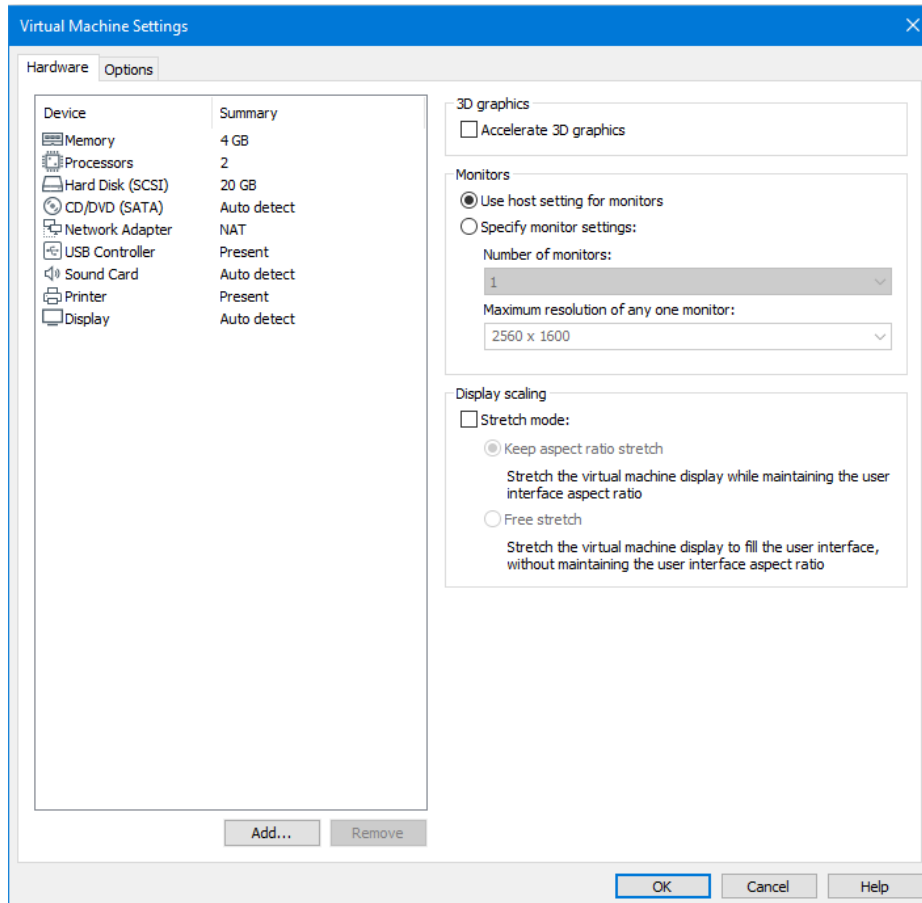 Virtual Machine Settings
Hardware
Options
Device Summary
Memory 4 GB
Processors 2
Hard Disk (SCSI) 20 GB
CD/DVD (SATA) Auto detect
Network Adapter NAT
USB Controller Present
Sound Card Auto detect
Printer Present
Display Auto detect
Add...
Remove
3D graphics
Accelerate 3D graphics
Monitors
Use host setting for monitors
Specify monitor settings:
Number of monitors:
1
Maximum resolution of any one monitor:
2560 x 1600
Display scaling
Stretch mode:
Keep aspect ratio stretch
Stretch the virtual machine display while maintaining the user
interface aspect ratio
Free stretch
Stretch the virtual machine display to fill the user interface,
without maintaining the user interface aspect ratio
OK
Cancel
Help